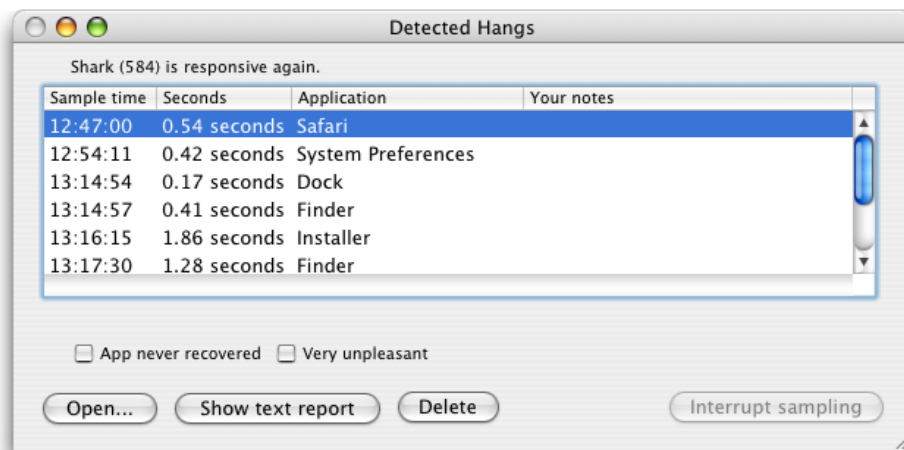 Detected Hangs
Shark (584) is responsive again.
Sample time Seconds Application Your notes
12:47:00 0.54 seconds Safari
12:54:11 0.42 seconds System Preferences
13:14:54 0.17 seconds Dock
13:14:57 0.41 seconds Finder
13:16:15 1.86 seconds Installer
13:17:30 1.28 seconds Finder
App never recovered Very unpleasant
Open... Show text report Delete Interrupt sampling